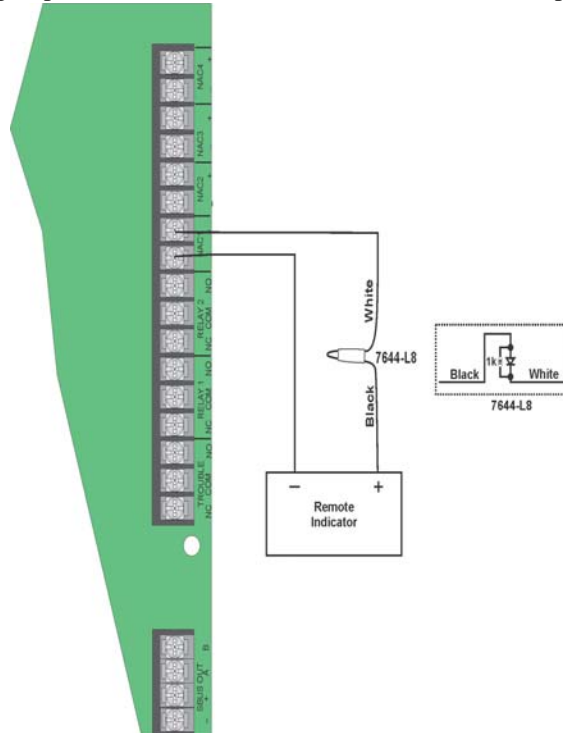 +
NAC4
+
NAC3
+
NAC2
-
NAC1
NO
RELAY 2
COM
NC
NO
RELAY 1
COM
NC
NO
TROUBLE
COM
NC
White
7644-L8
Black
1k
Black
White
7644-L8
- +
Remote
Indicator
B
A
SBUS OUT
+
-